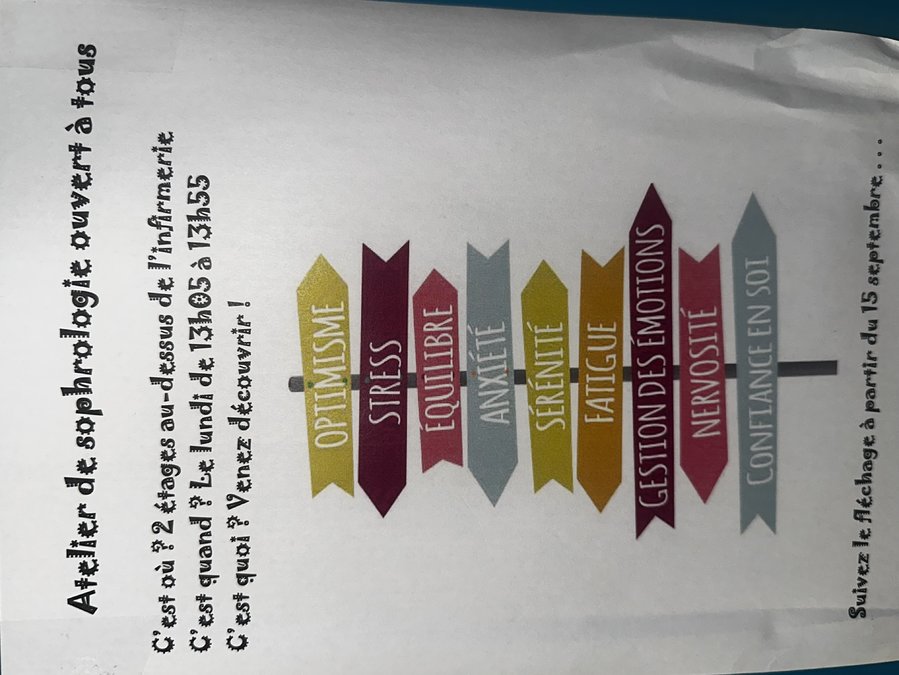 Atelier de sophrologie ouvert à tous
C'est où ? 2 étages au-dessus de l'infirmerie
C'est quand ? Le lundi de 13h05 à 13h55
C'est quoi ? Venez découvrir !
OPTIMISME
STRESS
ÉQUILIBRE
ANXIÉTÉ
SÉRÉNITÉ
FATIGUE
GESTION DES ÉMOTIONS
NERVOSITÉ
CONFIANCE EN SOI
Suivez le fléchage à partir du 15 septembre...